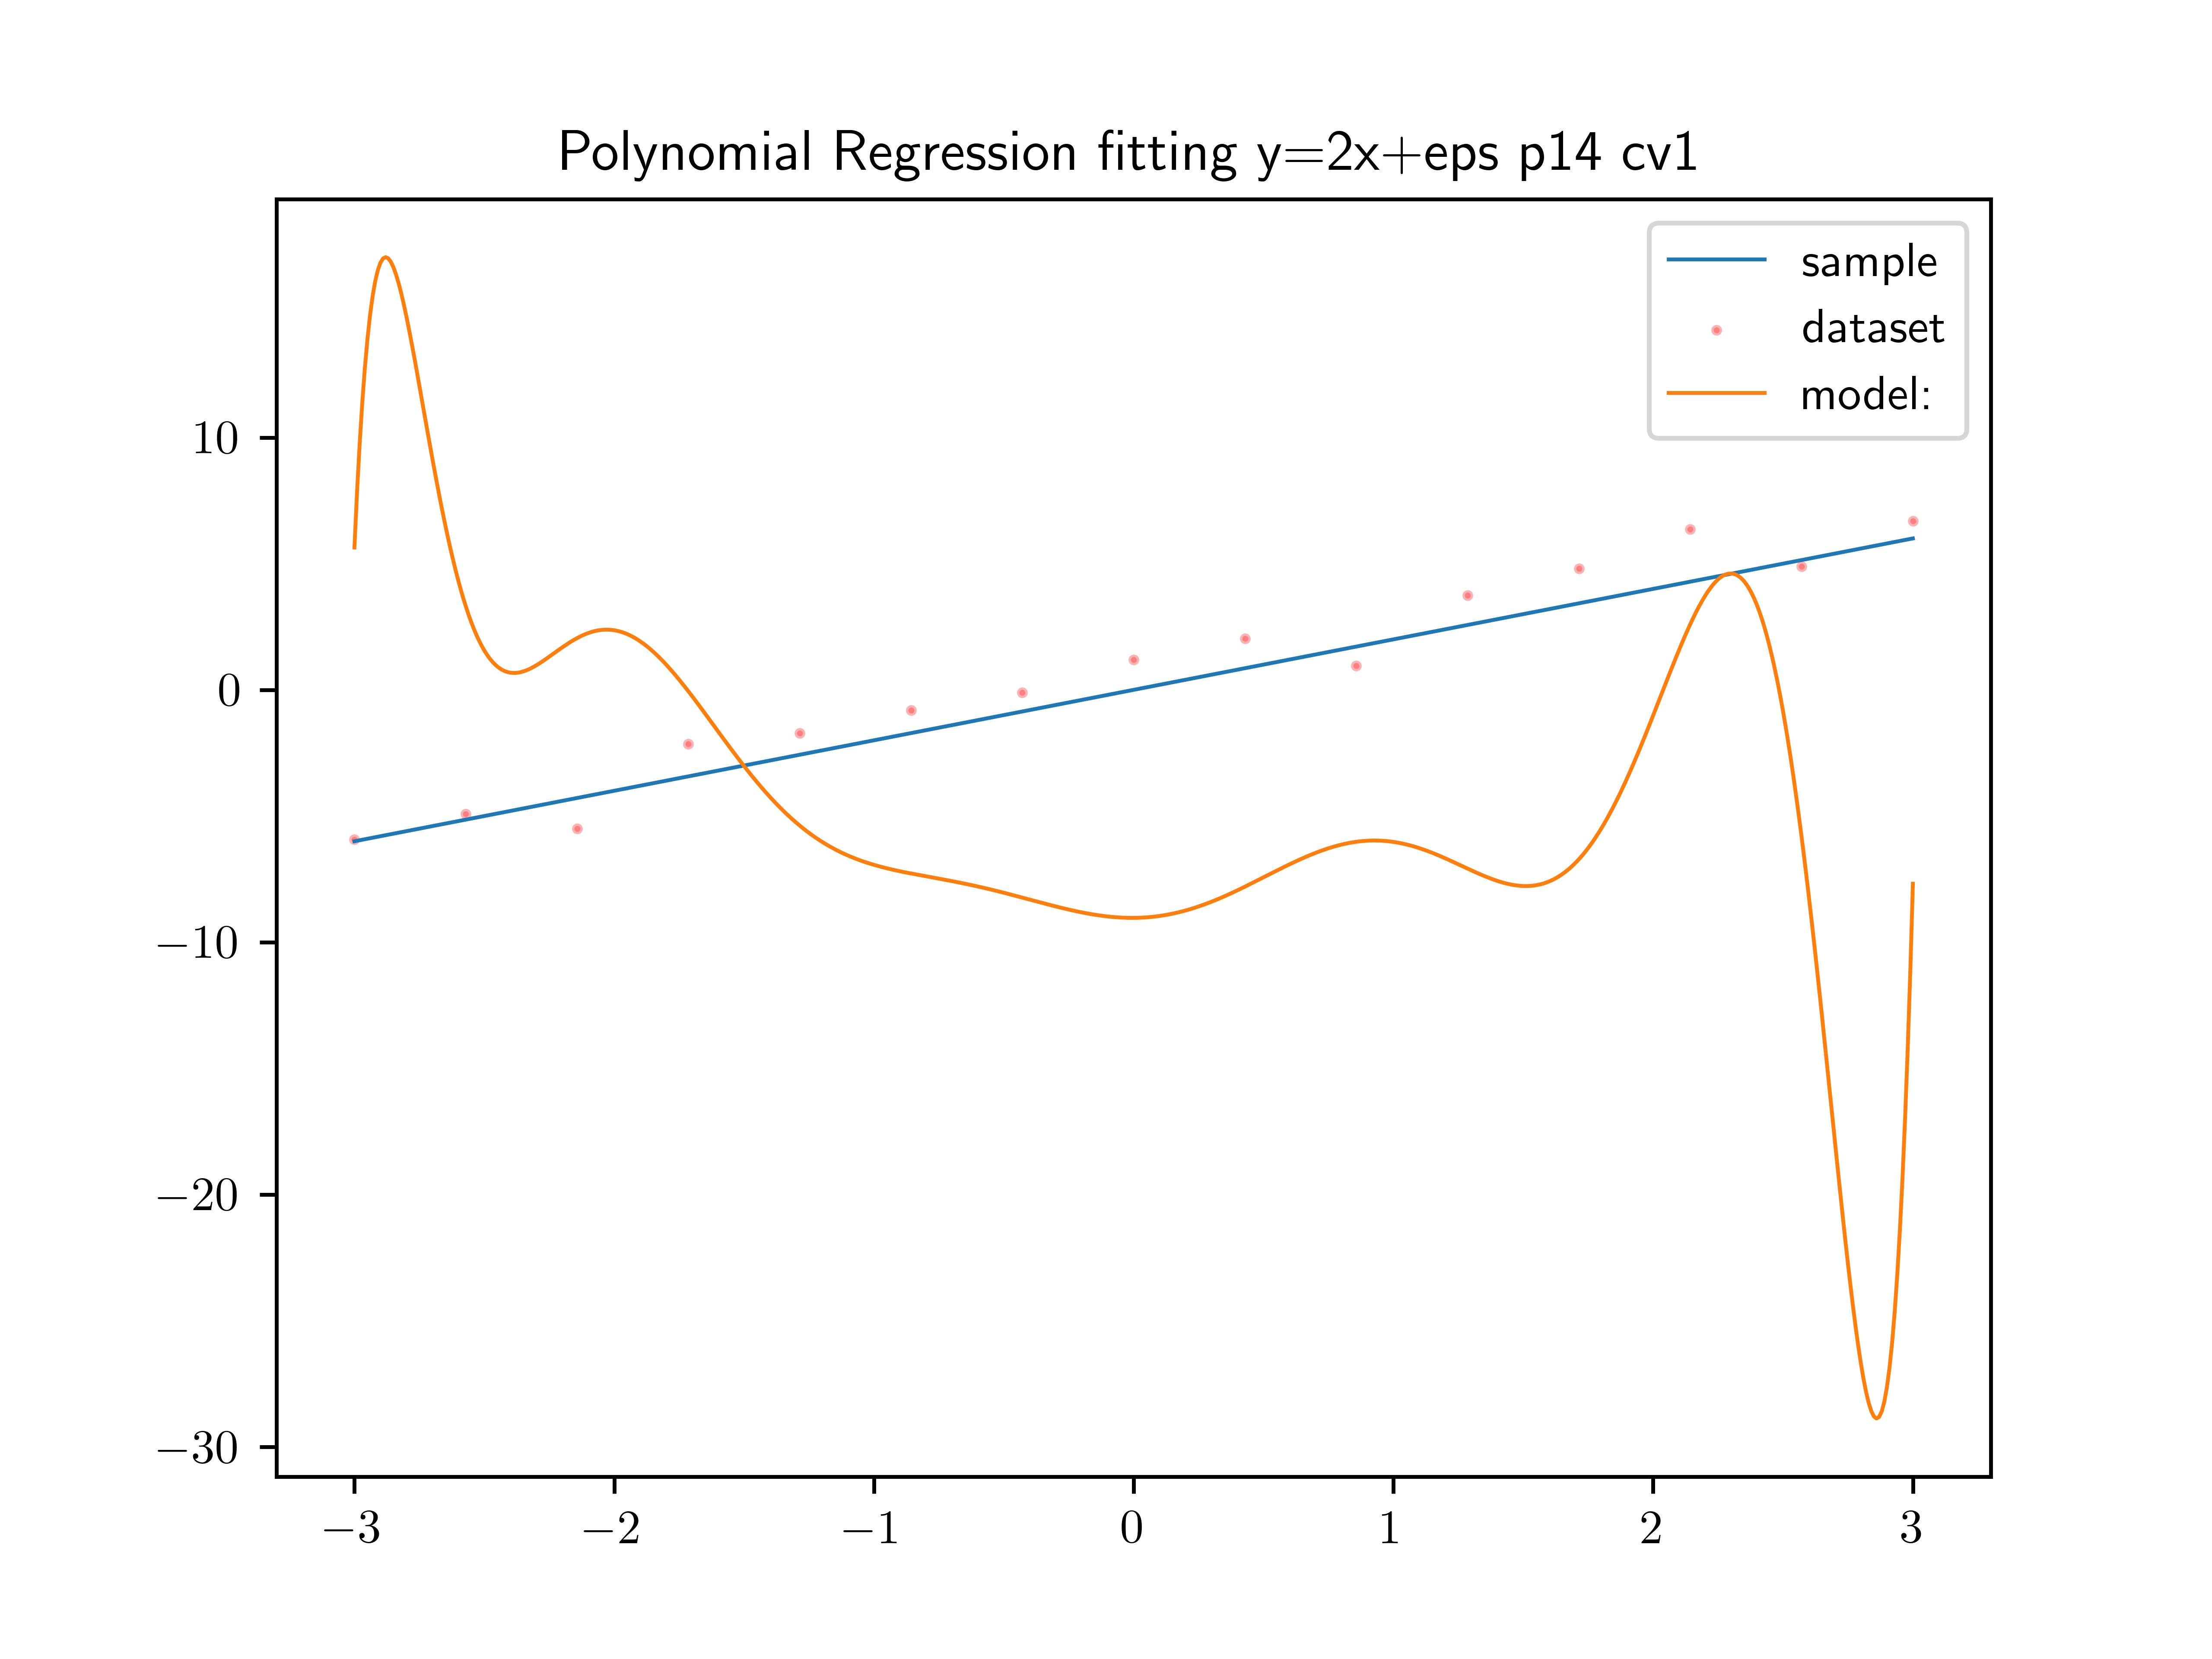 Polynomial Regression fitting y=2x+eps p14 cv1
sample
dataset
model:
10
0
−10
−20
−30
−3 −2 −1 0 1 2 3